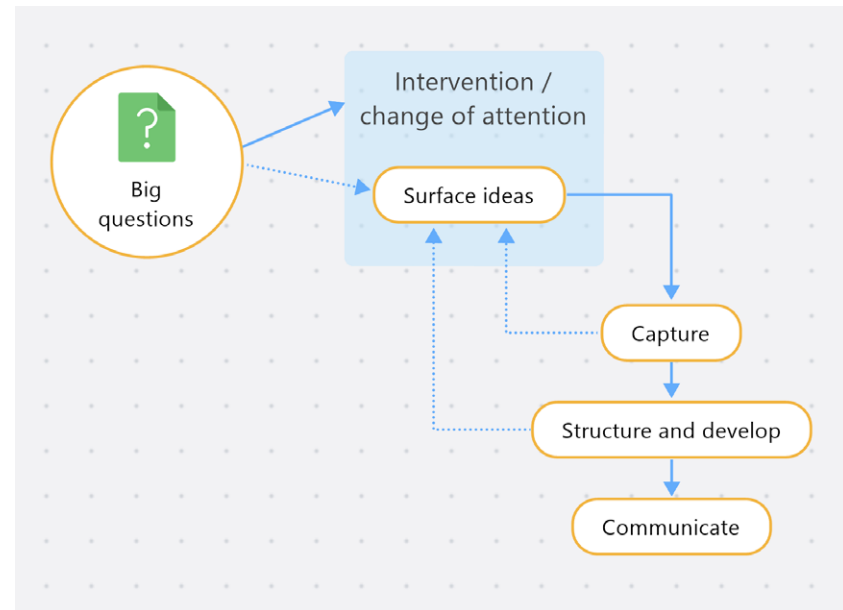 Intervention /
change of attention
?
Big
questions
Surface ideas
Capture
Structure and develop
Communicate